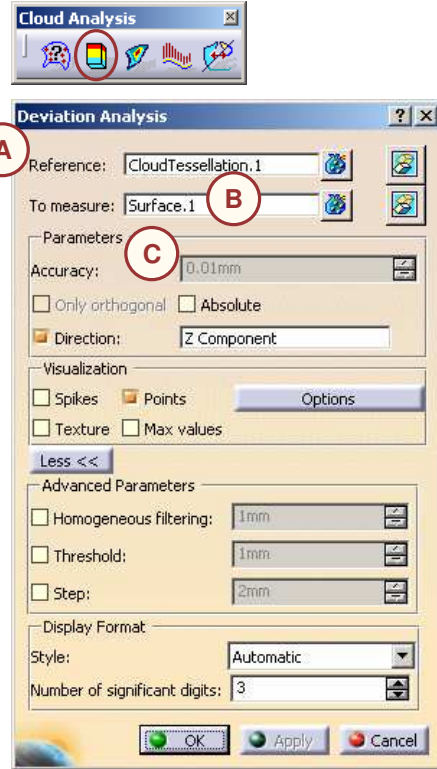 Cloud Analysis
Deviation Analysis
A
Reference: CloudTessellation.1
To measure: Surface.1 B
Parameters
C
Accuracy: 0.01mm
Only orthogonal Absolute
Direction: Z Component
Visualization
Spikes Points Options
Texture Max values
Less <<
Advanced Parameters
Homogeneous filtering: 1mm
Threshold: 1mm
Step: 2mm
Display Format
Style: Automatic
Number of significant digits: 3
OK Apply Cancel